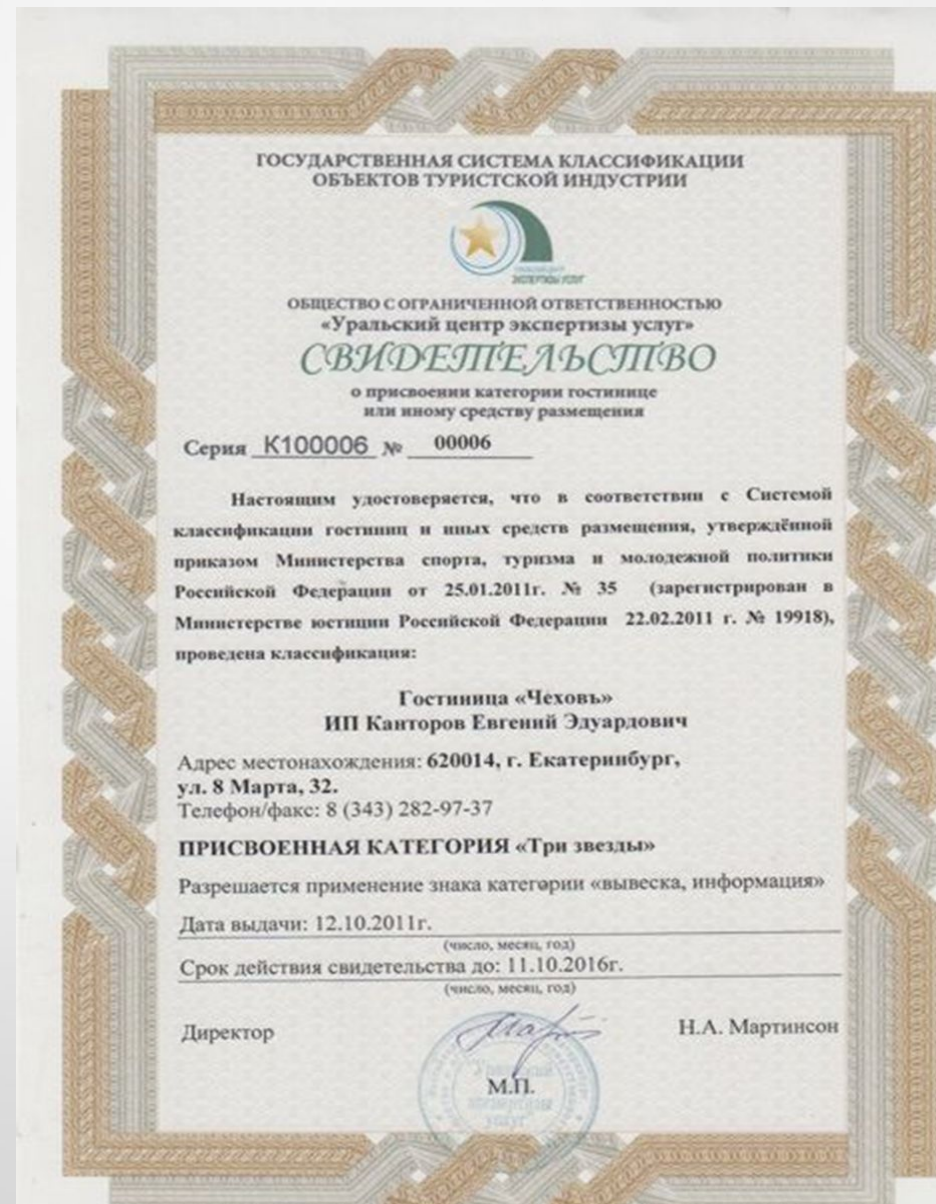 ГОСУДАРСТВЕННАЯ СИСТЕМА КЛАССИФИКАЦИИ
ОБЪЕКТОВ ТУРИСТСКОЙ ИНДУСТРИИ
ЭКСПЕРТИЗЫ УСЛУГ
ОБЩЕСТВО С ОГРАНИЧЕННОЙ ОТВЕТСТВЕННОСТЬЮ
«Уральский центр экспертизы услуг»
СВИДЕТЕЛЬСТВО
о присвоении категории гостинице
или иному средству размещения
Серия К100006 № 00006
Настоящим удостоверяется, что в соответствии с Системой
классификации гостиниц и иных средств размещения, утверждённой
приказом Министерства спорта, туризма и молодежной политики
Российской Федерации от 25.01.2011г. № 35 (зарегистрирован в
Министерстве юстиции Российской Федерации 22.02.2011 г. № 19918),
проведена классификация:
Гостиница «Чеховъ»
ИП Канторов Евгений Эдуардович
Адрес местонахождения: 620014, г. Екатеринбург,
ул. 8 Марта, 32.
Телефон/факс: 8 (343) 282-97-37
ПРИСВОЕННАЯ КАТЕГОРИЯ «Три звезды»
Разрешается применение знака категории «вывеска, информация»
Дата выдачи: 12.10.2011г.
(число, месяц, год)
Срок действия свидетельства до: 11.10.2016г.
(число, месяц, год)
Директор
Н.А. Мартинсон
М.П.